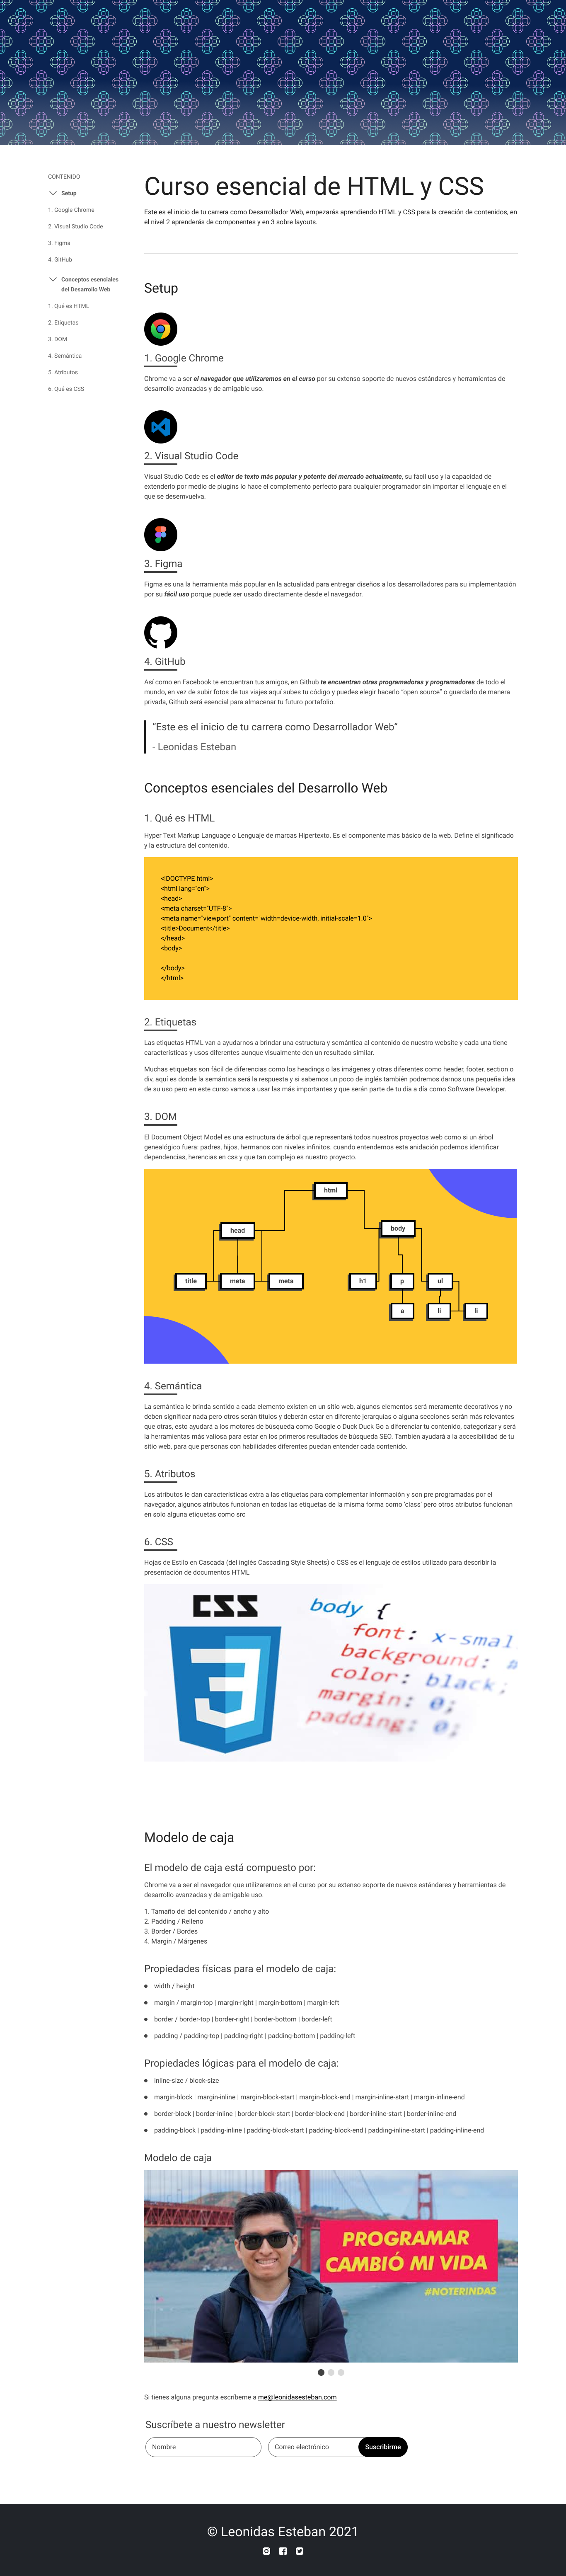 CONTENIDO
Setup
1. Google Chrome
2. Visual Studio Code
3. Figma
4. GitHub
Conceptos esenciales
del Desarrollo Web
1. Qué es HTML
2. Etiquetas
3. DOM
4. Semántica
5. Atributos
6. Qué es CSS
Curso esencial de HTML y CSS
Este es el inicio de tu carrera como Desarrollador Web, empezarás aprendiendo HTML y CSS para la creación de contenidos, en
el nivel 2 aprenderás de componentes y en 3 sobre layouts.
Setup
1. Google Chrome
Chrome va a ser el navegador que utilizaremos en el curso por su extenso soporte de nuevos estándares y herramientas de
desarrollo avanzadas y de amigable uso.
2. Visual Studio Code
Visual Studio Code es el editor de texto más popular y potente del mercado actualmente, su fácil uso y la capacidad de
extenderlo por medio de plugins lo hace el complemento perfecto para cualquier programador sin importar el lenguaje en el
que se desemvuelva.
3. Figma
Figma es una la herramienta más popular en la actualidad para entregar diseños a los desarrolladores para su implementación
por su fácil uso porque puede ser usado directamente desde el navegador.
4. GitHub
Así como en Facebook te encuentran tus amigos, en Github te encuentran otras programadoras y programadores de todo el
mundo, en vez de subir fotos de tus viajes aquí subes tu código y puedes elegir hacerlo “open source” o guardarlo de manera
privada, Github será esencial para almacenar tu futuro portafolio.
“Este es el inicio de tu carrera como Desarrollador Web”
- Leonidas Esteban
Conceptos esenciales del Desarrollo Web
1. Qué es HTML
Hyper Text Markup Language o Lenguaje de marcas Hipertexto. Es el componente más básico de la web. Define el significado
y la estructura del contenido.
<!DOCTYPE html>
<html lang="en">
<head>
<meta charset="UTF-8">
<meta name="viewport" content="width=device-width, initial-scale=1.0">
<title>Document</title>
</head>
<body>
</body>
</html>
2. Etiquetas
Las etiquetas HTML van a ayudarnos a brindar una estructura y semántica al contenido de nuestro website y cada una tiene
características y usos diferentes aunque visualmente den un resultado similar.
Muchas etiquetas son fácil de diferencias como los headings o las imágenes y otras diferentes como header, footer, section o
div, aquí es donde la semántica será la respuesta y si sabemos un poco de inglés también podremos darnos una pequeña idea
de su uso pero en este curso vamos a usar las más importantes y que serán parte de tu día a día como Software Developer.
3. DOM
El Document Object Model es una estructura de árbol que representará todos nuestros proyectos web como si un árbol
genealógico fuera: padres, hijos, hermanos con niveles infinitos. cuando entendemos esta anidación podemos identificar
dependencias, herencias en css y que tan complejo es nuestro proyecto.
html
head
body
title
meta
meta
h1
p
ul
a
li
li
4. Semántica
La semántica le brinda sentido a cada elemento existen en un sitio web, algunos elementos será meramente decorativos y no
deben significar nada pero otros serán títulos y deberán estar en diferente jerarquías o alguna secciones serán más relevantes
que otras, esto ayudará a los motores de búsqueda como Google o Duck Duck Go a diferenciar tu contenido, categorizar y será
la herramientas más valiosa para estar en los primeros resultados de búsqueda SEO. También ayudará a la accesibilidad de tu
sitio web, para que personas con habilidades diferentes puedan entender cada contenido.
5. Atributos
Los atributos le dan características extra a las etiquetas para complementar información y son pre programadas por el
navegador, algunos atributos funcionan en todas las etiquetas de la misma forma como 'class' pero otros atributos funcionan
en solo alguna etiquetas como src
6. CSS
Hojas de Estilo en Cascada (del inglés Cascading Style Sheets) o CSS es el lenguaje de estilos utilizado para describir la
presentación de documentos HTML
CSS
3
body {
font: x-smal
background: #
color: black;
margin: 0;
padding: 0;
Modelo de caja
El modelo de caja está compuesto por:
Chrome va a ser el navegador que utilizaremos en el curso por su extenso soporte de nuevos estándares y herramientas de
desarrollo avanzadas y de amigable uso.
1. Tamaño del del contenido / ancho y alto
2. Padding / Relleno
3. Border / Bordes
4. Margin / Márgenes
Propiedades físicas para el modelo de caja:
● width / height
● margin / margin-top | margin-right | margin-bottom | margin-left
● border / border-top | border-right | border-bottom | border-left
● padding / padding-top | padding-right | padding-bottom | padding-left
Propiedades lógicas para el modelo de caja:
● inline-size / block-size
● margin-block | margin-inline | margin-block-start | margin-block-end | margin-inline-start | margin-inline-end
● border-block | border-inline | border-block-start | border-block-end | border-inline-start | border-inline-end
● padding-block | padding-inline | padding-block-start | padding-block-end | padding-inline-start | padding-inline-end
Modelo de caja
PROGRAMAR
CAMBIÓ MI VIDA
#NOTERINDAS
Si tienes alguna pregunta escríbeme a me@leonidasesteban.com
Suscríbete a nuestro newsletter
Nombre
Correo electrónico
Suscribirme
© Leonidas Esteban 2021